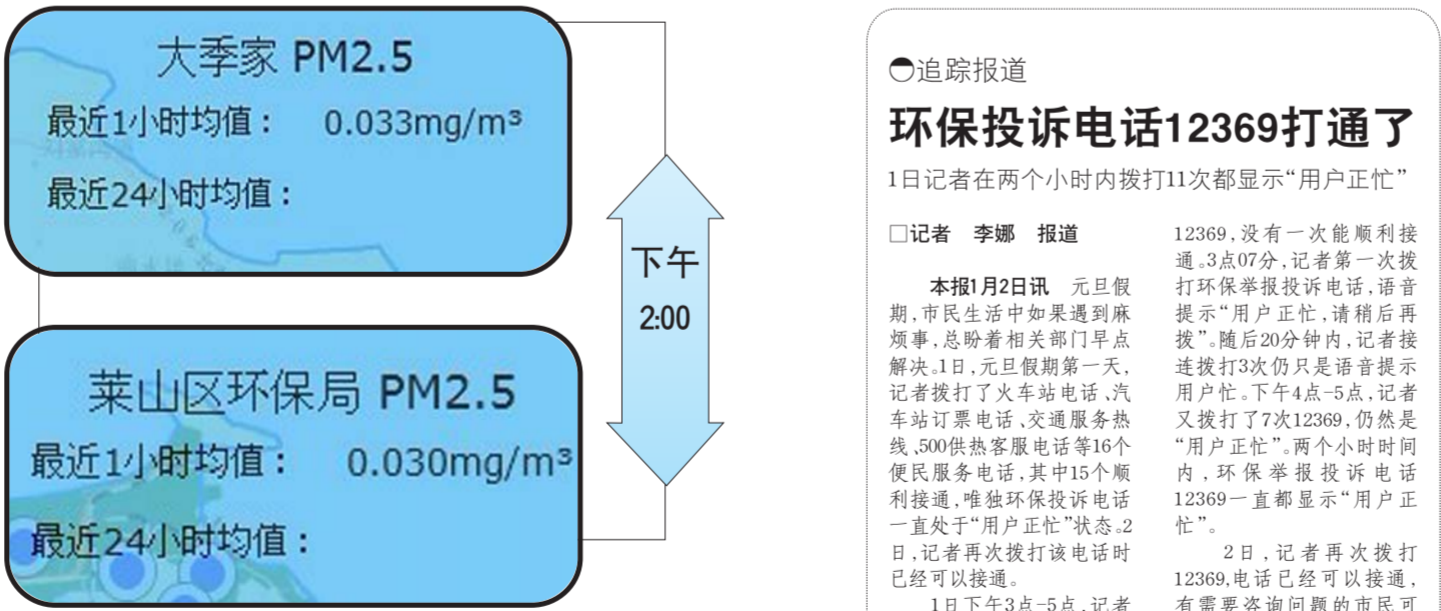 大季家 PM2.5
最近1小时均值： 0.033mg/m³
最近24小时均值：
下午
2:00
莱山区环保局 PM2.5
最近1小时均值： 0.030mg/m³
最近24小时均值：
追踪报道
环保投诉电话12369打通了
1日记者在两个小时内拨打11次都显示“用户正忙”
□记者 李娜 报道
本报1月2日讯 元旦假
期，市民生活中如果遇到麻
烦事，总盼着相关部门早点
解决。1日，元旦假期第一天，
记者拨打了火车站电话、汽
车站订票电话、交通服务热
线、500供热客服电话等16个
便民服务电话，其中15个顺
利接通，唯独环保投诉电话
一直处于“用户正忙”状态。2
日，记者再次拨打该电话时
已经可以接通。
1日下午3点-5点，记者
12369，没有一次能顺利接
通。3点07分，记者第一次拨
打环保举报投诉电话，语音
提示“用户正忙，请稍后再
拨”。随后20分钟内，记者接
连拨打3次仍只是语音提示
用户忙。下午4点-5点，记者
又拨打了7次12369，仍然是
“用户正忙”。两个小时时间
内，环保举报投诉电话
12369一直都显示“用户正
忙”。
2日，记者再次拨打
12369,电话已经可以接通，
有需要咨询问题的市民可